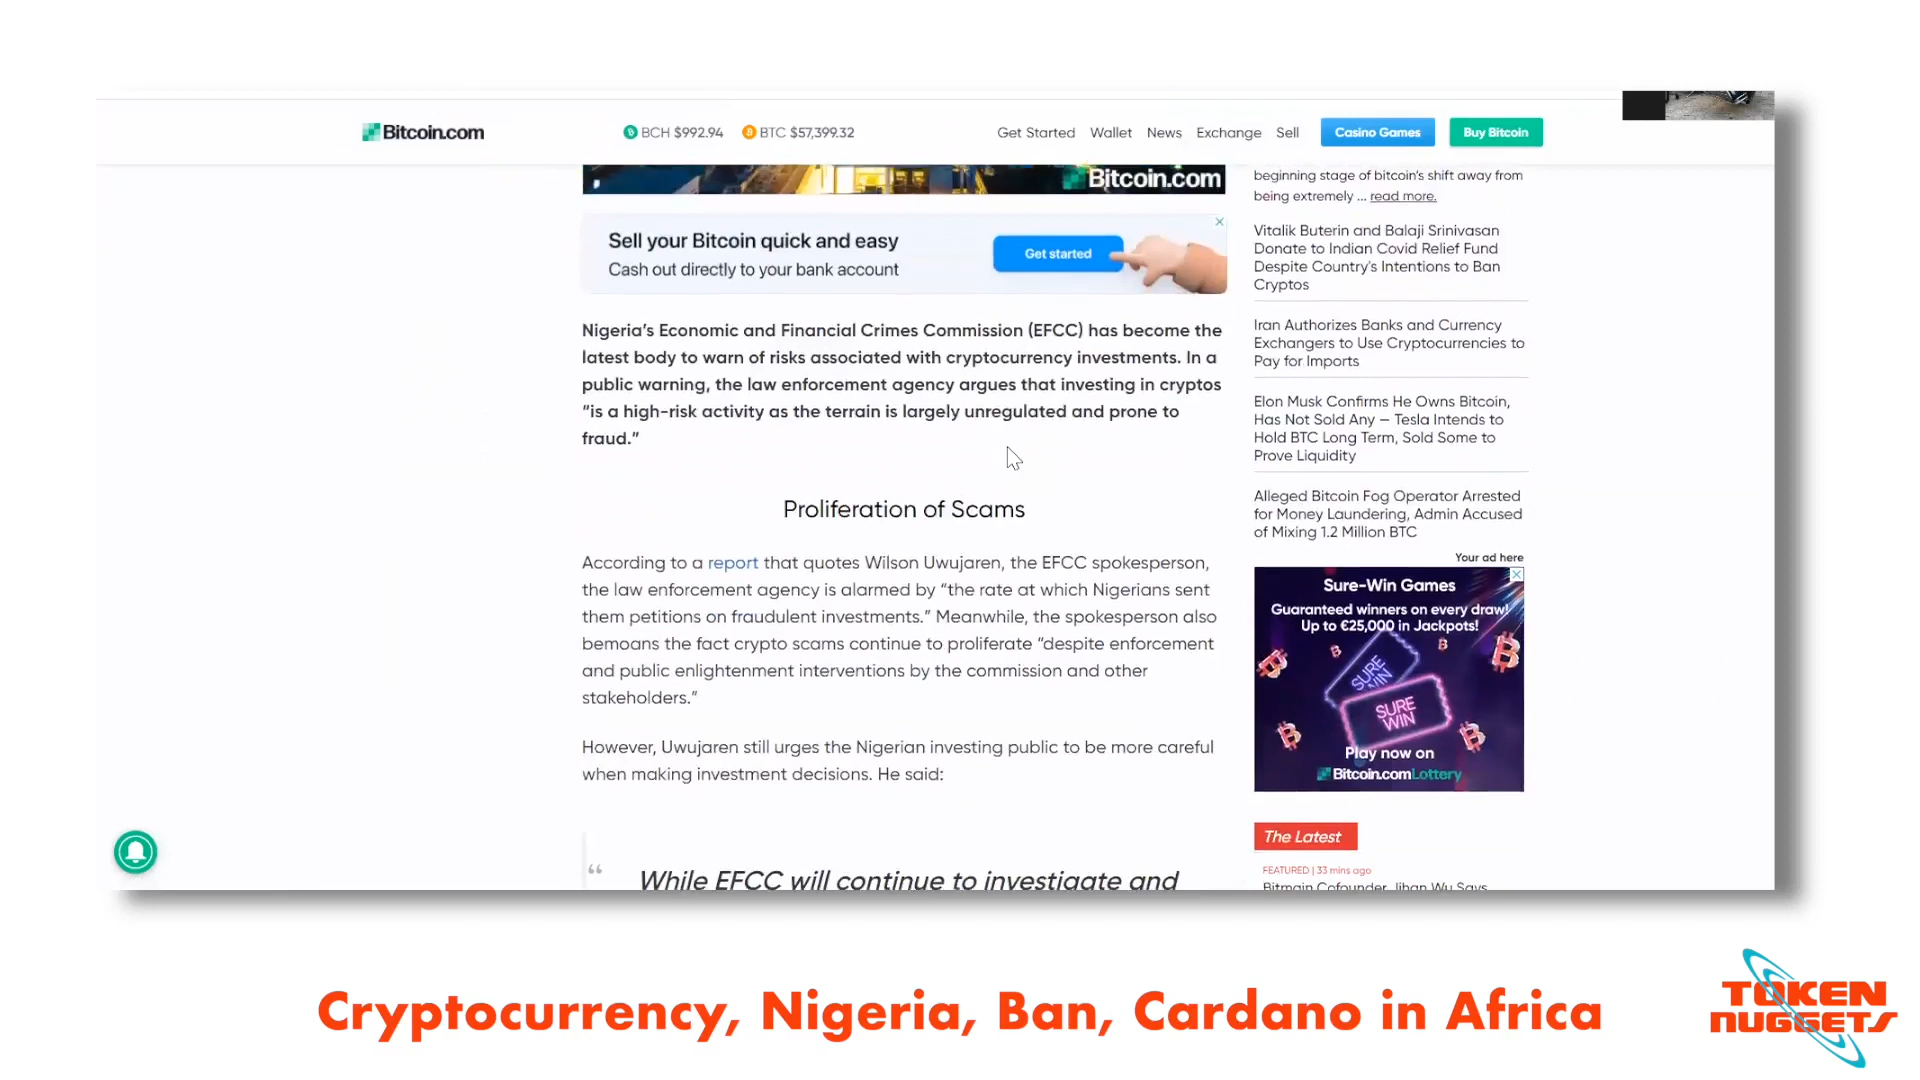 Bitcoin.com
BCH $992.94
BTC $57,399.32
Get Started
Wallet
News
Exchange
Sell
Casino Games
Buy Bitcoin
Bitcoin.com
Sell your Bitcoin quick and easy
Cash out directly to your bank account
Get started
Nigeria's Economic and Financial Crimes Commission (EFCC) has become the
latest body to warn of risks associated with cryptocurrency investments. In a
public warning, the law enforcement agency argues that investing in cryptos
“is a high-risk activity as the terrain is largely unregulated and prone to
fraud.”
Proliferation of Scams
According to a report that quotes Wilson Uwujaren, the EFCC spokesperson,
the law enforcement agency is alarmed by “the rate at which Nigerians sent
them petitions on fraudulent investments.” Meanwhile, the spokesperson also
bemoans the fact crypto scams continue to proliferate “despite enforcement
and public enlightenment interventions by the commission and other
stakeholders.”
However, Uwujaren still urges the Nigerian investing public to be more careful
when making investment decisions. He said:
“ While EFCC will continue to investigate and
beginning stage of bitcoin's shift away from
being extremely ... read more.
Vitalik Buterin and Balaji Srinivasan
Donate to Indian Covid Relief Fund
Despite Country's Intentions to Ban
Cryptos
Iran Authorizes Banks and Currency
Exchangers to Use Cryptocurrencies to
Pay for Imports
Elon Musk Confirms He Owns Bitcoin,
Has Not Sold Any — Tesla Intends to
Hold BTC Long Term, Sold Some to
Prove Liquidity
Alleged Bitcoin Fog Operator Arrested
for Money Laundering, Admin Accused
of Mixing 1.2 Million BTC
Your ad here
Sure-Win Games
Guaranteed winners on every draw!
Up to €25,000 in Jackpots!
SURE
WIN
SURE
WIN
Play now on
Bitcoin.comLottery
The Latest
FEATURED | 33 mins ago
Bitmain Cofounder Jihan Wu Says
Cryptocurrency, Nigeria, Ban, Cardano in Africa
TOKEN
NUGGETS